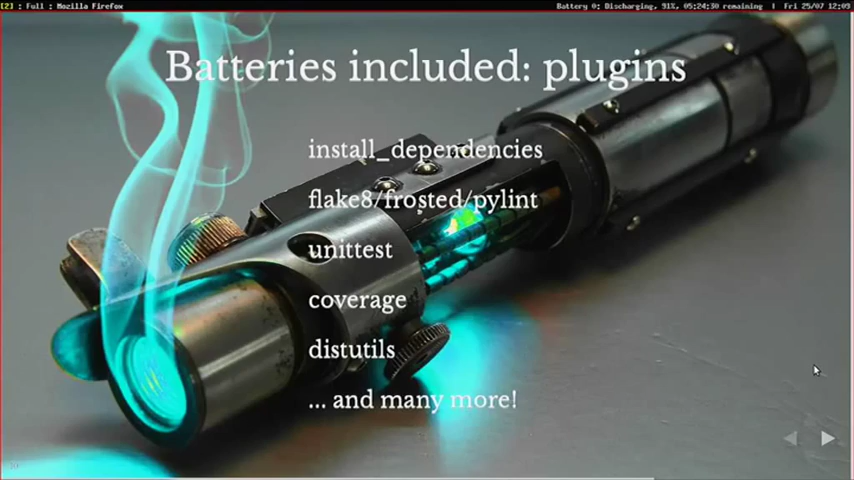 [2] : Full : Mozilla Firefox
Battery 0: Discharging, 91%, 05:24:30 remaining | Fri 25/07 12:09
Batteries included: plugins
install_dependencies
flake8/frosted/pylint
unittest
coverage
distutils
... and many more!